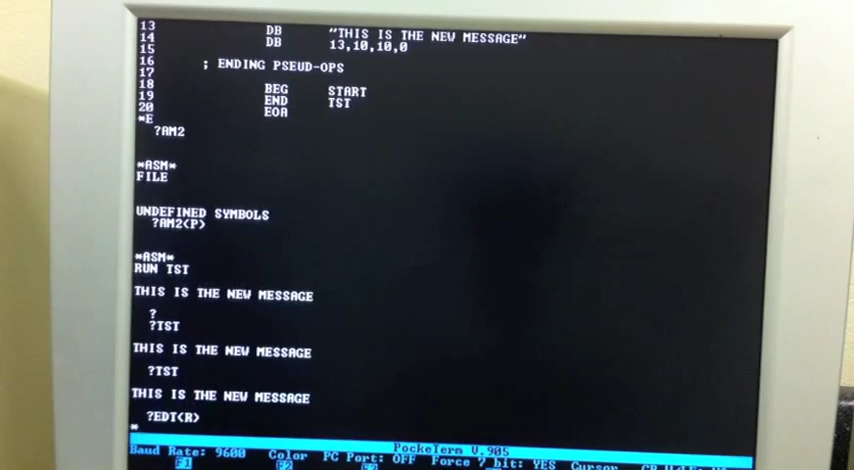 13
14 DB "THIS IS THE NEW MESSAGE"
15 DB 13,10,10,0
16
17 ; ENDING PSEUD-OPS
18
19 BEG START
20 END TST
EOA
*E
?AM2
*ASM*
FILE
UNDEFINED SYMBOLS
?AM2<P>
*ASM*
RUN TST
THIS IS THE NEW MESSAGE
?
?TST
THIS IS THE NEW MESSAGE
?TST
THIS IS THE NEW MESSAGE
?EDT<R>
*
PockeTerm V.905
Baud Rate: 9600 Color PC Port: OFF Force 7 bit: YES Cursor
F1 F2